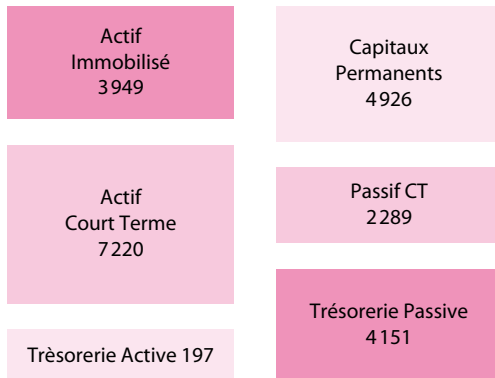 Actif
Immobilisé
3 949
Actif
Court Terme
7 220
Trèsorerie Active 197
Capitaux
Permanents
4 926
Passif CT
2 289
Trésorerie Passive
4 151